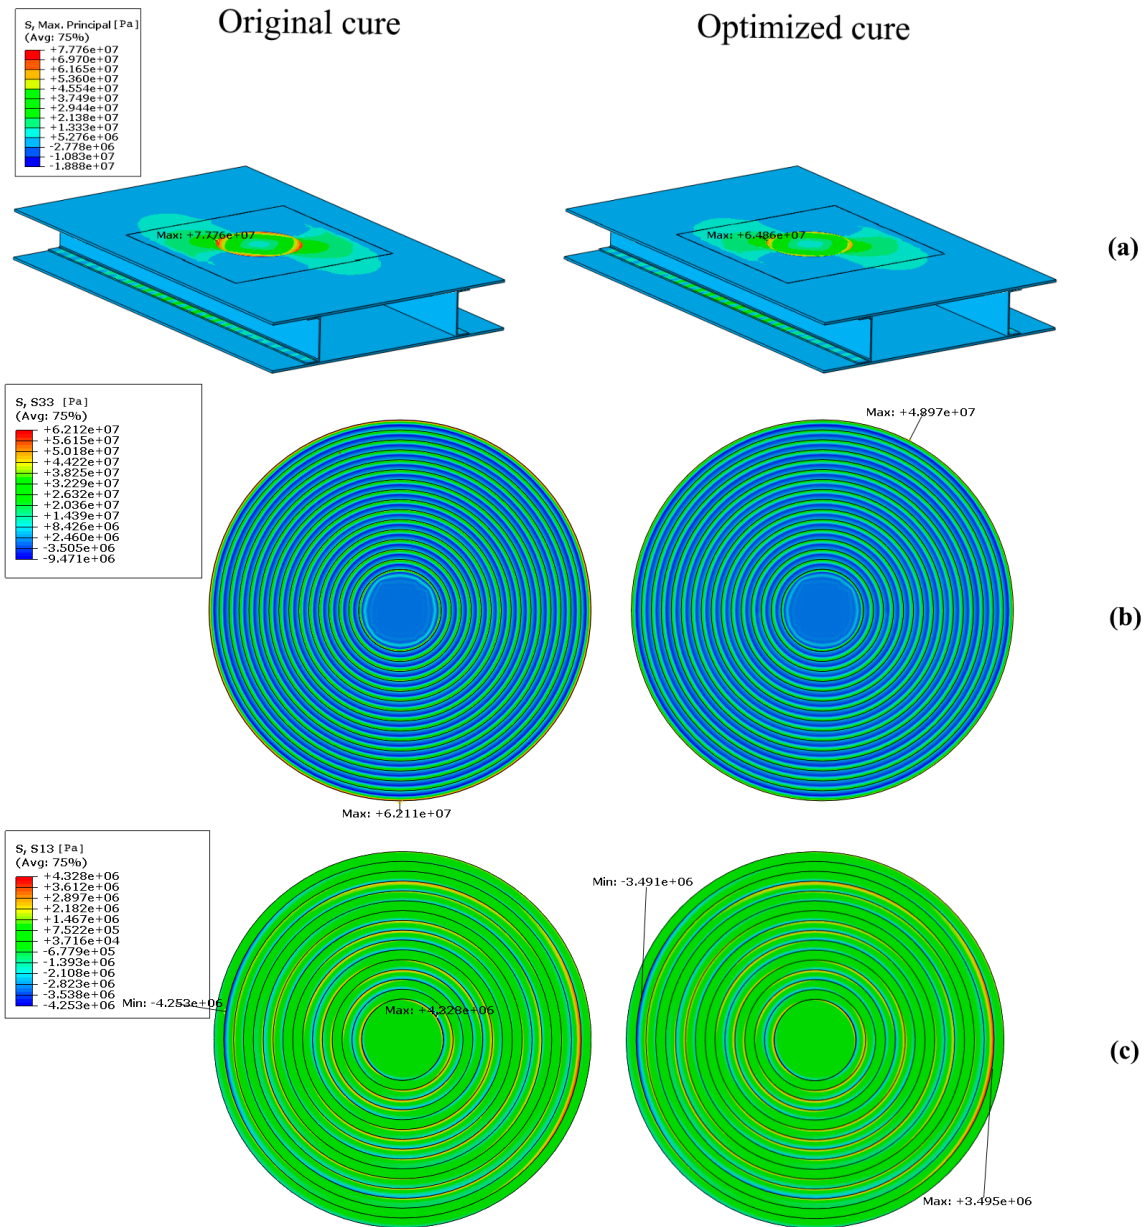 Original cure
Optimized cure
S, Max. Principal [Pa]
(Avg: 75%)
+7.776e+07
+6.970e+07
+6.165e+07
+5.360e+07
+4.554e+07
+3.749e+07
+2.944e+07
+2.138e+07
+1.333e+07
+5.276e+06
-2.778e+06
-1.083e+07
-1.888e+07
Max: +7.776e+07
Max: +6.486e+07
(a)
S, S33 [Pa]
(Avg: 75%)
+6.212e+07
+5.615e+07
+5.018e+07
+4.422e+07
+3.825e+07
+3.229e+07
+2.632e+07
+2.036e+07
+1.439e+07
+8.426e+06
+2.460e+06
-3.505e+06
-9.471e+06
Max: +4.897e+07
(b)
Max: +6.211e+07
S, S13 [Pa]
(Avg: 75%)
+4.328e+06
+3.612e+06
+2.897e+06
+2.182e+06
+1.467e+06
+7.522e+05
+3.716e+04
-6.779e+05
-1.393e+06
-2.108e+06
-2.823e+06
-3.538e+06
-4.253e+06
Min: -4.253e+06
Max: +4.328e+06
Min: -3.491e+06
(c)
Max: +3.495e+06